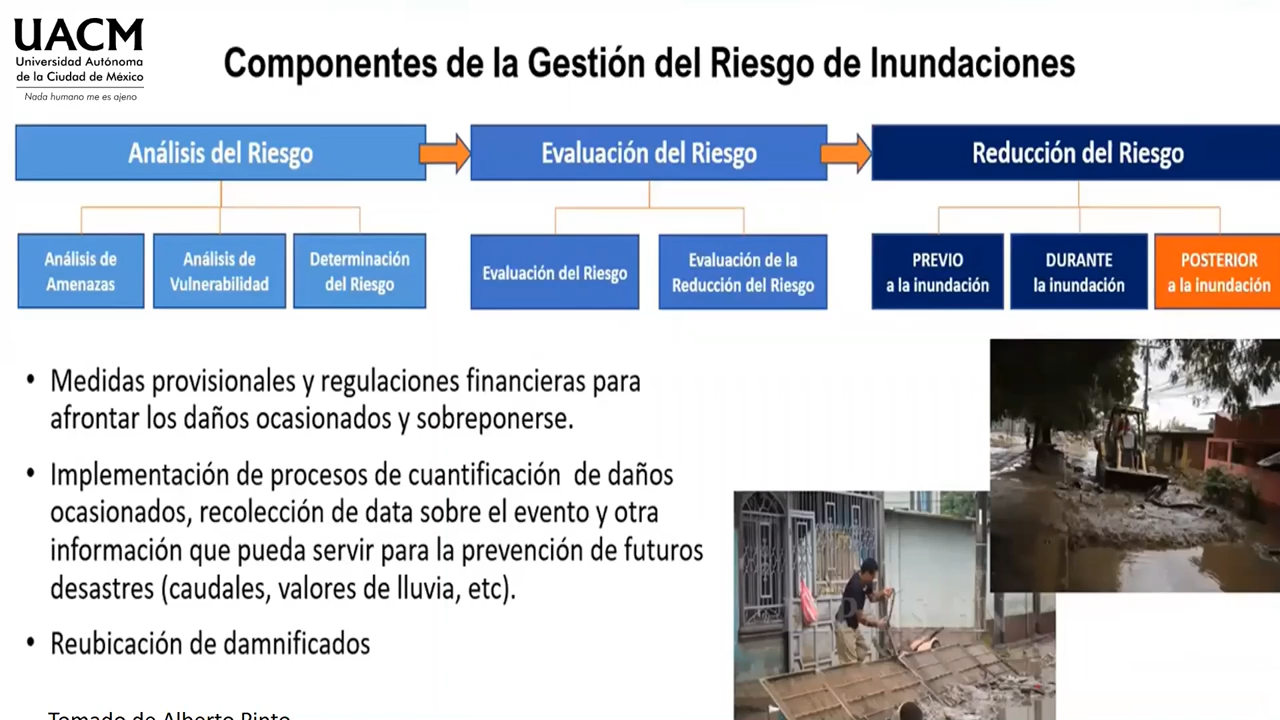 UACM
Universidad Autónoma
de la Ciudad de México
Nada humano me es ajeno
Componentes de la Gestión del Riesgo de Inundaciones
Análisis del Riesgo
Evaluación del Riesgo
Reducción del Riesgo
Análisis de
Amenazas
Análisis de
Vulnerabilidad
Determinación
del Riesgo
Evaluación del Riesgo
Evaluación de la
Reducción del Riesgo
PREVIO
a la inundación
DURANTE
la inundación
POSTERIOR
a la inundación
• Medidas provisionales y regulaciones financieras para
afrontar los daños ocasionados y sobreponerse.
• Implementación de procesos de cuantificación  de daños
ocasionados, recolección de data sobre el evento y otra
información que pueda servir para la prevención de futuros
desastres (caudales, valores de lluvia, etc).
• Reubicación de damnificados
Tomado de Alberto Pinto